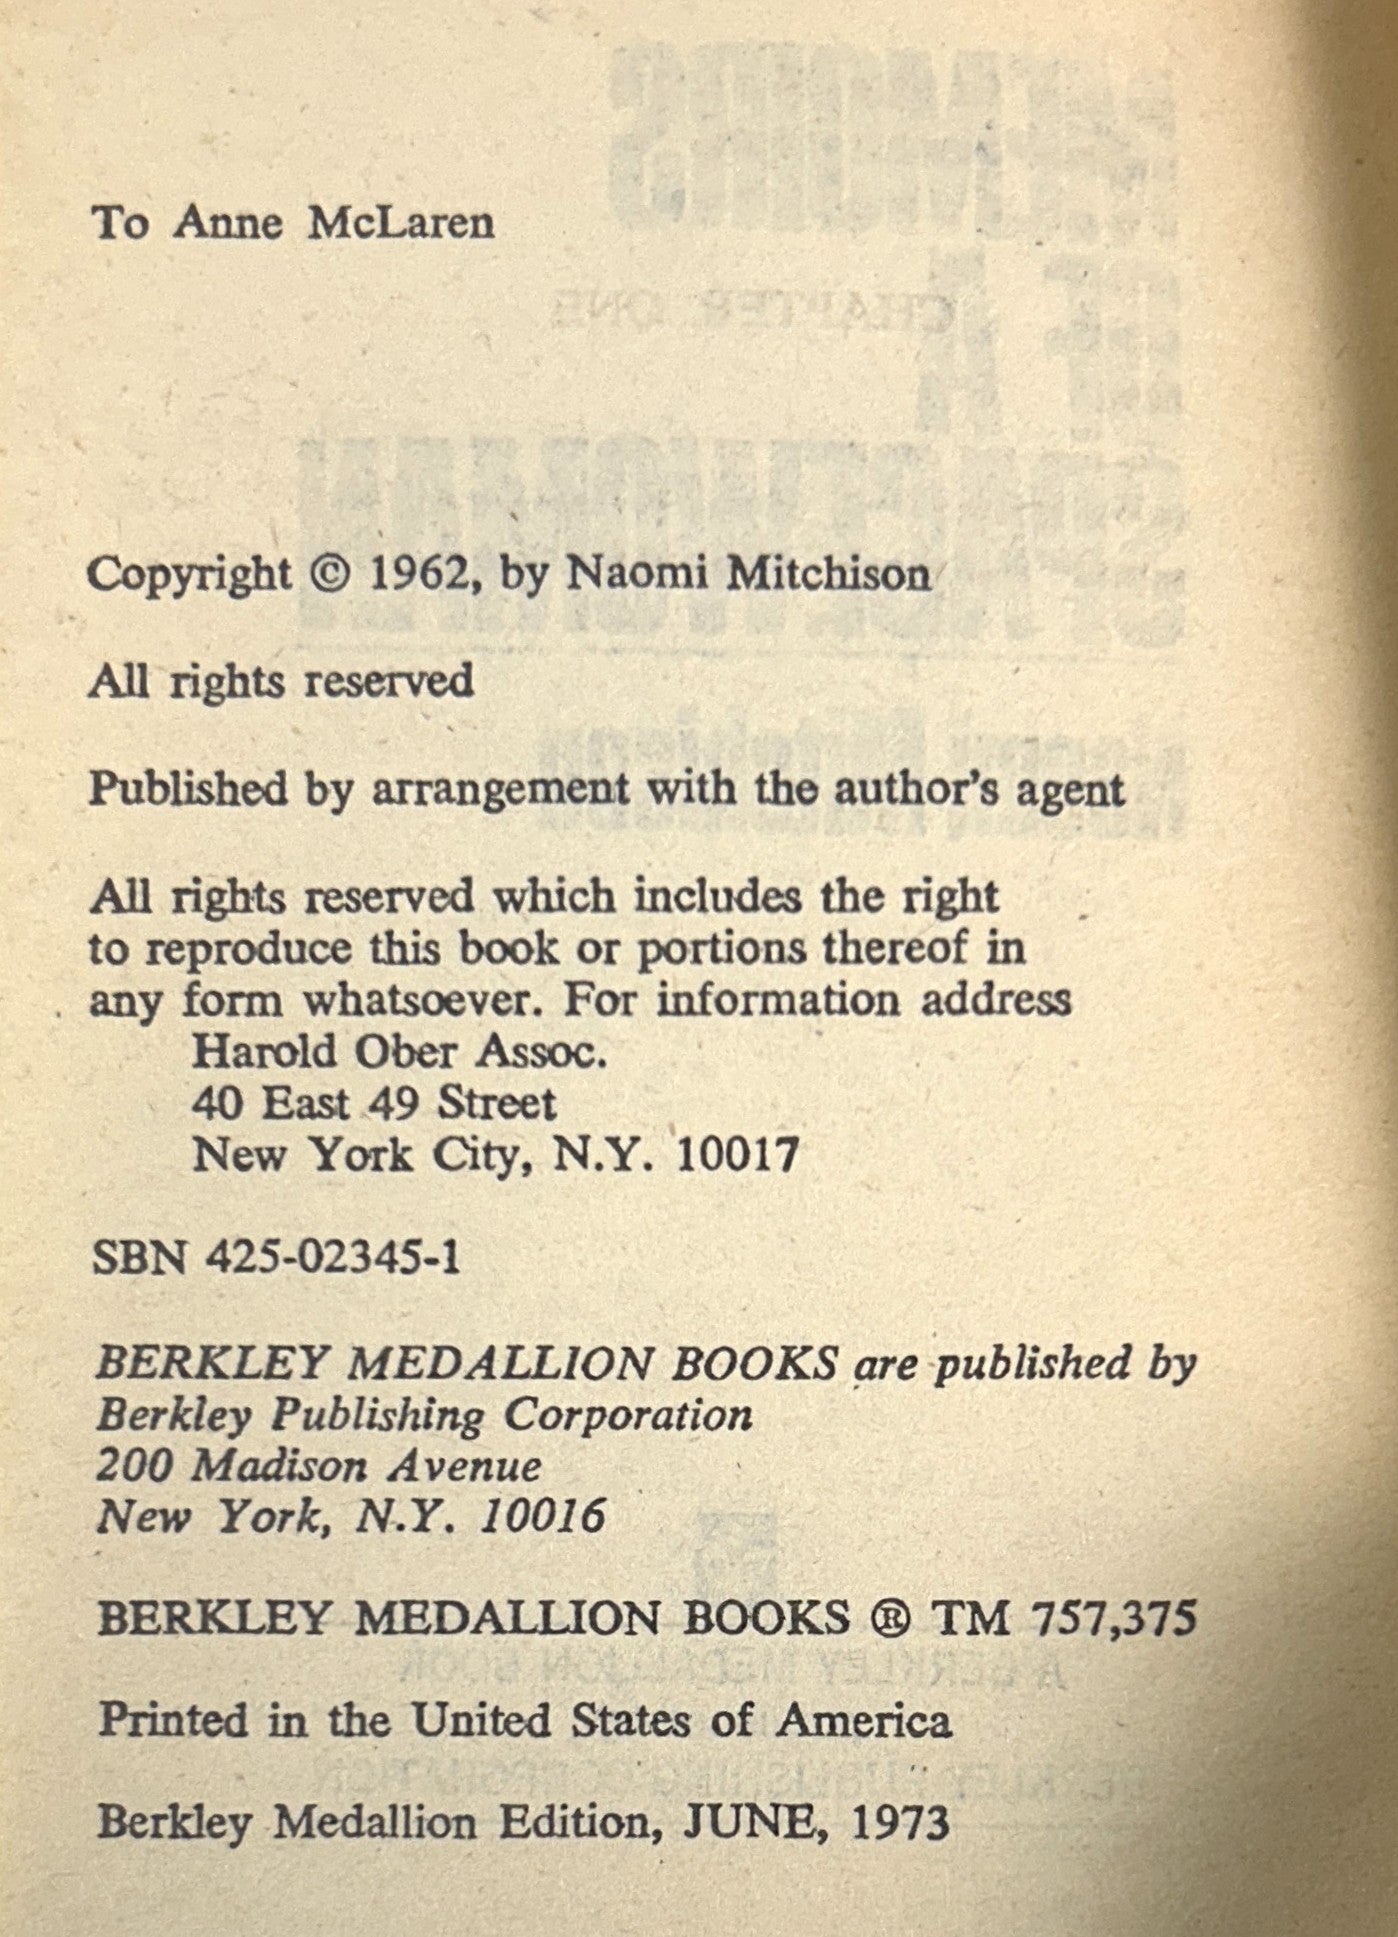 To Anne McLaren
Copyright © 1962, by Naomi Mitchison
All rights reserved
Published by arrangement with the author's agent
All rights reserved which includes the right
to reproduce this book or portions thereof in
any form whatsoever. For information address
Harold Ober Assoc.
40 East 49 Street
New York City, N.Y. 10017
SBN 425-02345-1
BERKLEY MEDALLION BOOKS are published by
Berkley Publishing Corporation
200 Madison Avenue
New York, N.Y. 10016
BERKLEY MEDALLION BOOKS ® TM 757,375
Printed in the United States of America
Berkley Medallion Edition, JUNE, 1973